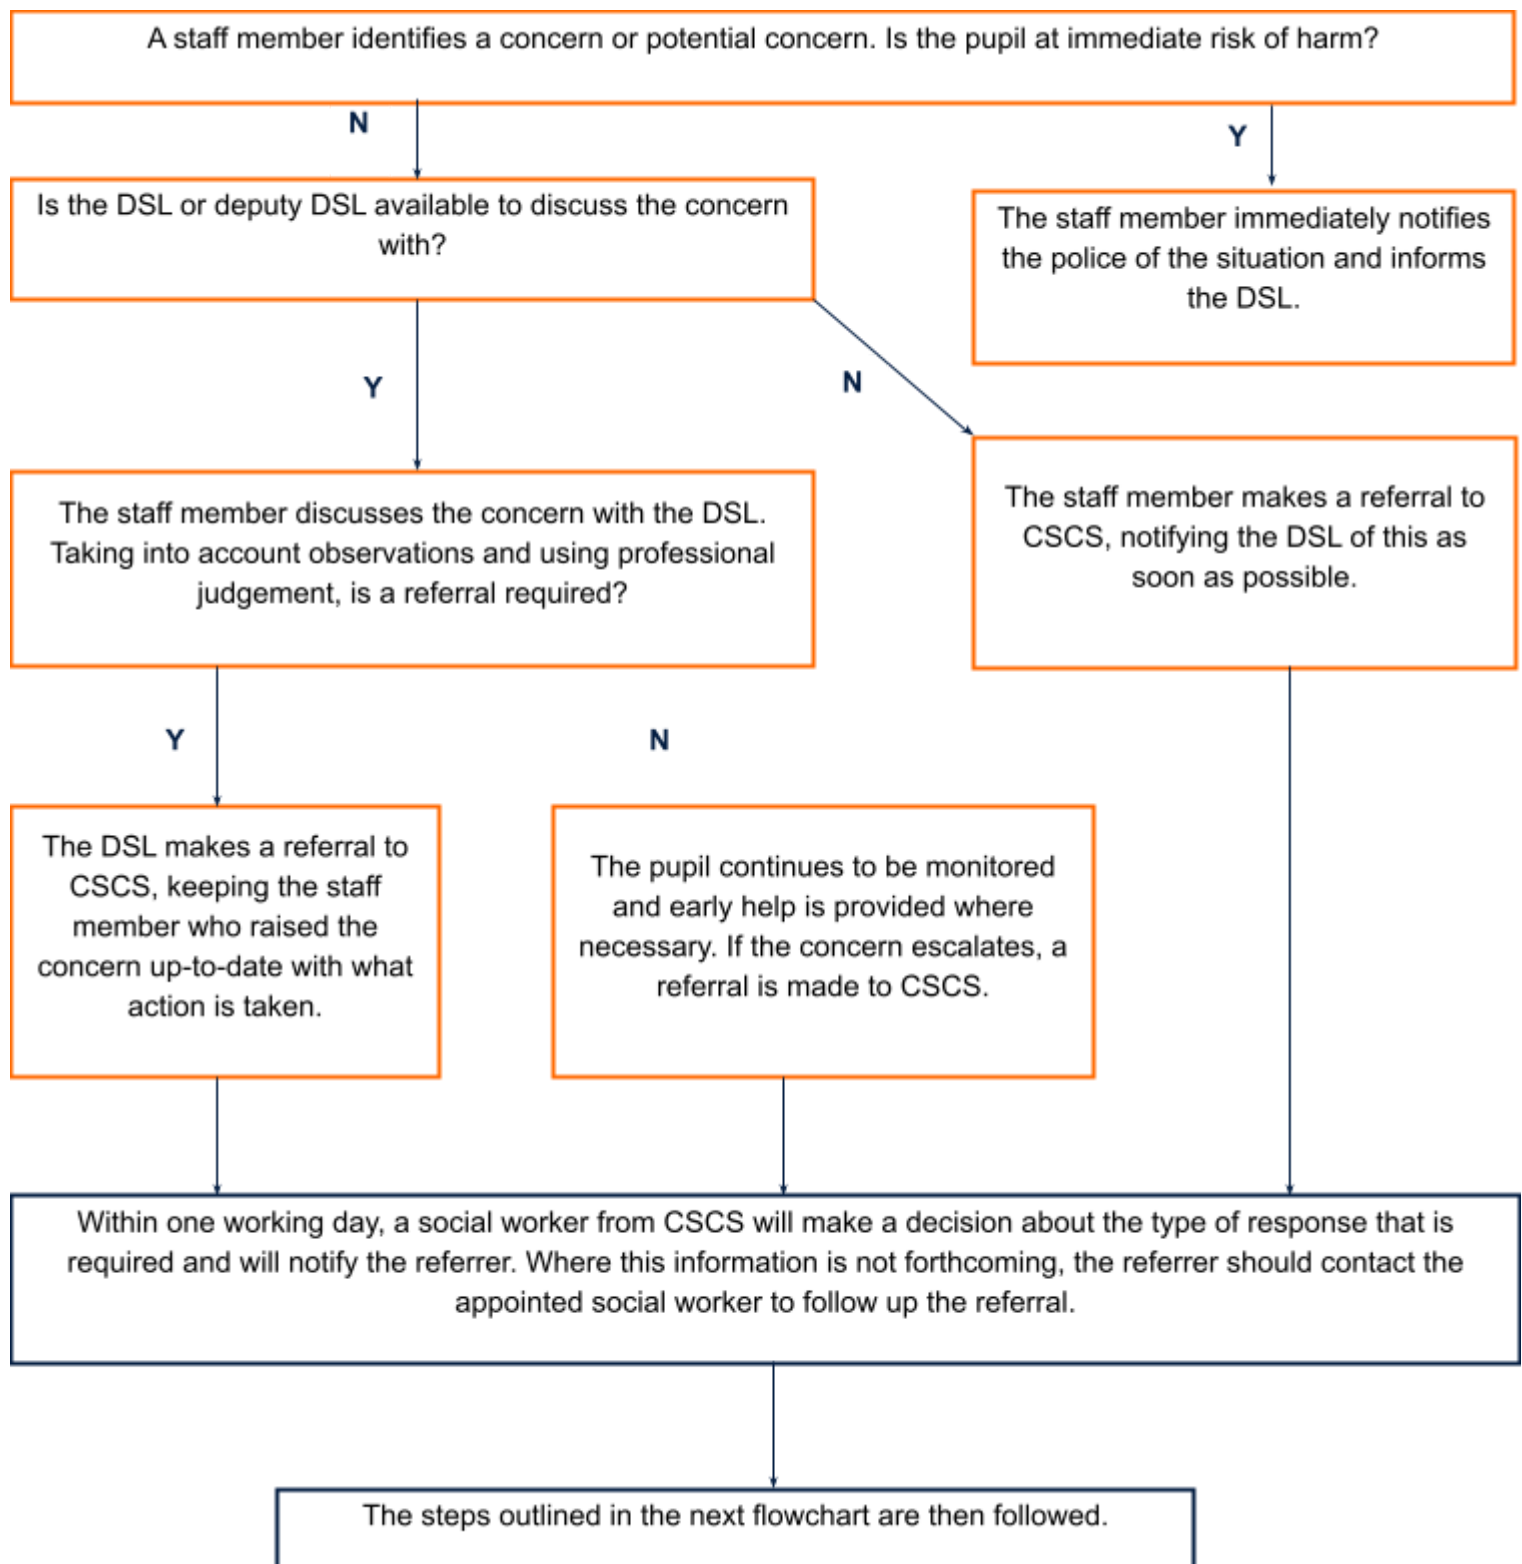 A staff member identifies a concern or potential concern. Is the pupil at immediate risk of harm?
N
Y
Is the DSL or deputy DSL available to discuss the concern
with?
The staff member immediately notifies
the police of the situation and informs
the DSL.
Y
N
The staff member discusses the concern with the DSL.
Taking into account observations and using professional
judgement, is a referral required?
The staff member makes a referral to
CSCS, notifying the DSL of this as
soon as possible.
Y
N
The DSL makes a referral to
CSCS, keeping the staff
member who raised the
concern up-to-date with what
action is taken.
The pupil continues to be monitored
and early help is provided where
necessary. If the concern escalates, a
referral is made to CSCS.
Within one working day, a social worker from CSCS will make a decision about the type of response that is
required and will notify the referrer. Where this information is not forthcoming, the referrer should contact the
appointed social worker to follow up the referral.
The steps outlined in the next flowchart are then followed.